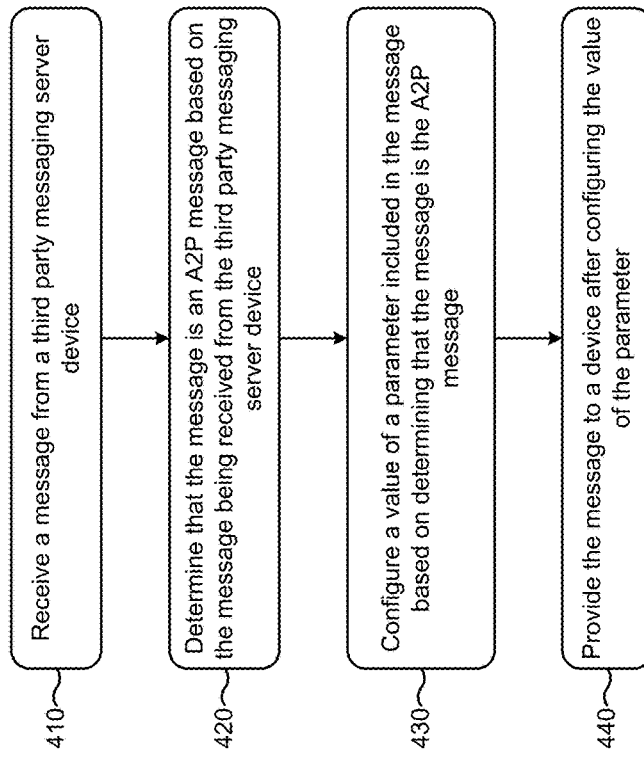 410
Receive a message from a third party messaging server
device
420
Determine that the message is an A2P message based on
the message being received from the third party messaging
server device
430
Configure a value of a parameter included in the message
based on determining that the message is the A2P
message
440
Provide the message to a device after configuring the value
of the parameter